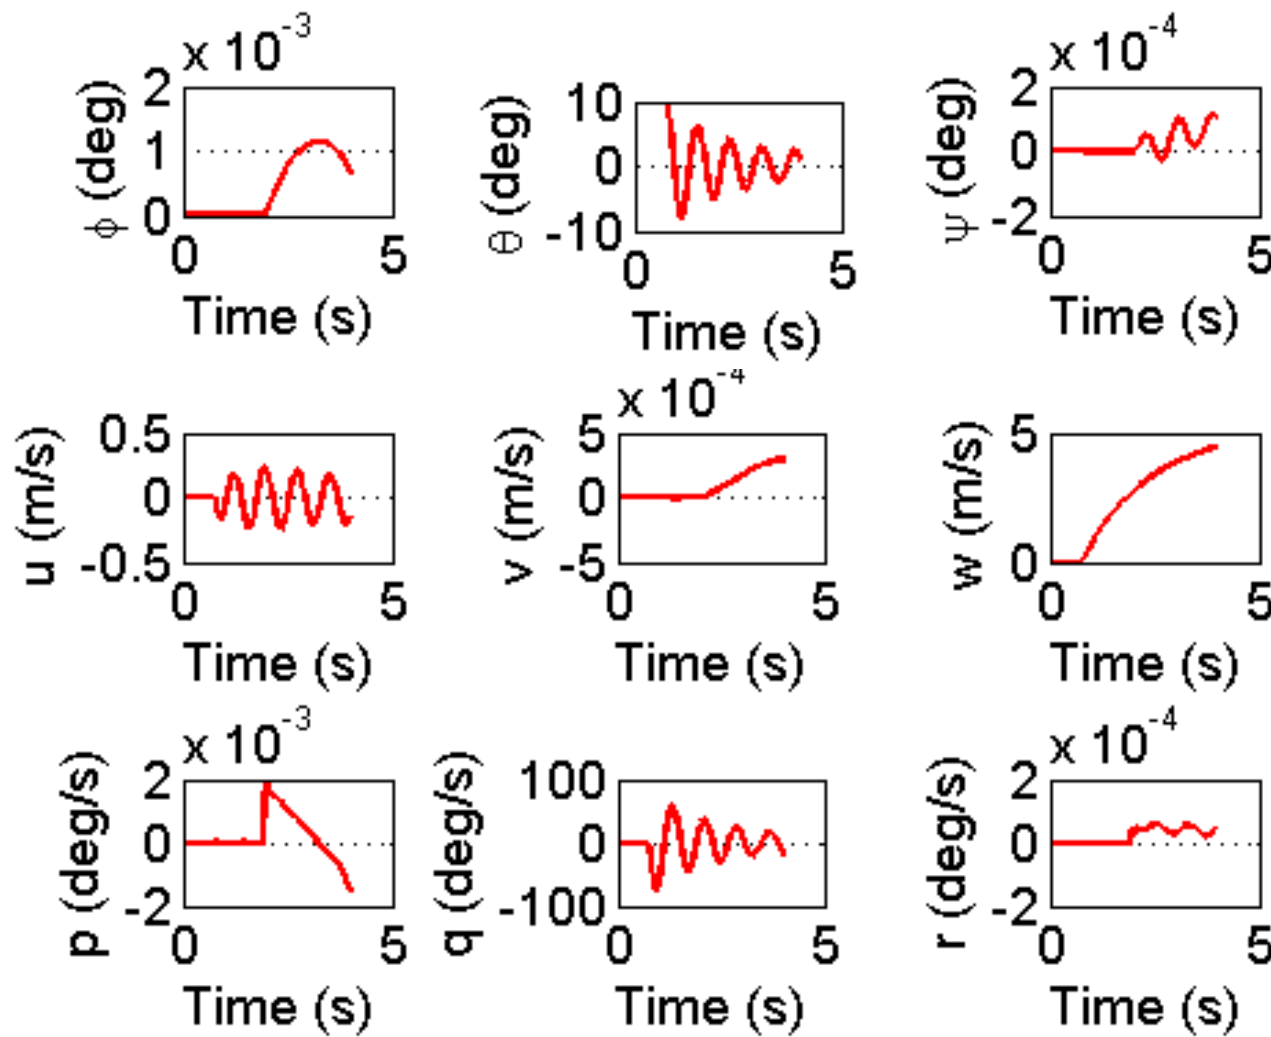 x 10^-3
φ (deg)
2
1
0
0 5
Time (s)
θ (deg)
10
0
-10
0 5
Time (s)
x 10^-4
ψ (deg)
2
0
-2
0 5
Time (s)
u (m/s)
0.5
0
-0.5
0 5
Time (s)
x 10^-4
v (m/s)
5
0
-5
0 5
Time (s)
w (m/s)
5
0
0 5
Time (s)
x 10^-3
p (deg/s)
2
0
-2
0 5
Time (s)
q (deg/s)
100
0
-100
0 5
Time (s)
x 10^-4
r (deg/s)
2
0
-2
0 5
Time (s)